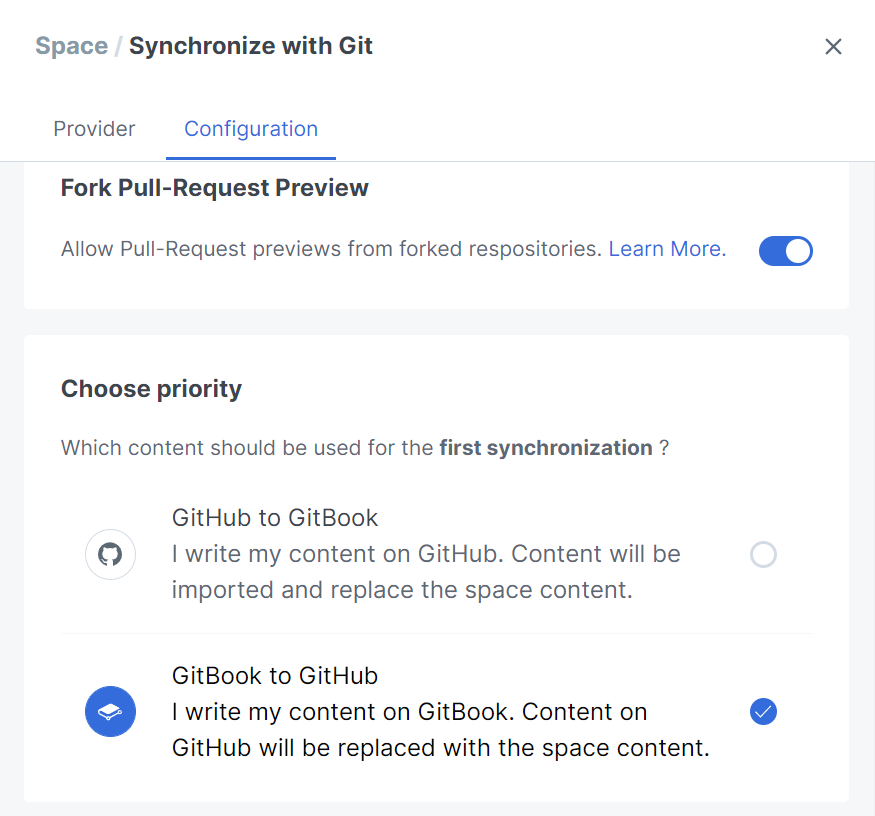 Space / Synchronize with Git
Provider
Configuration
Fork Pull-Request Preview
Allow Pull-Request previews from forked respositories. Learn More.
Choose priority
Which content should be used for the first synchronization ?
GitHub to GitBook
I write my content on GitHub. Content will be
imported and replace the space content.
GitBook to GitHub
I write my content on GitBook. Content on
GitHub will be replaced with the space content.